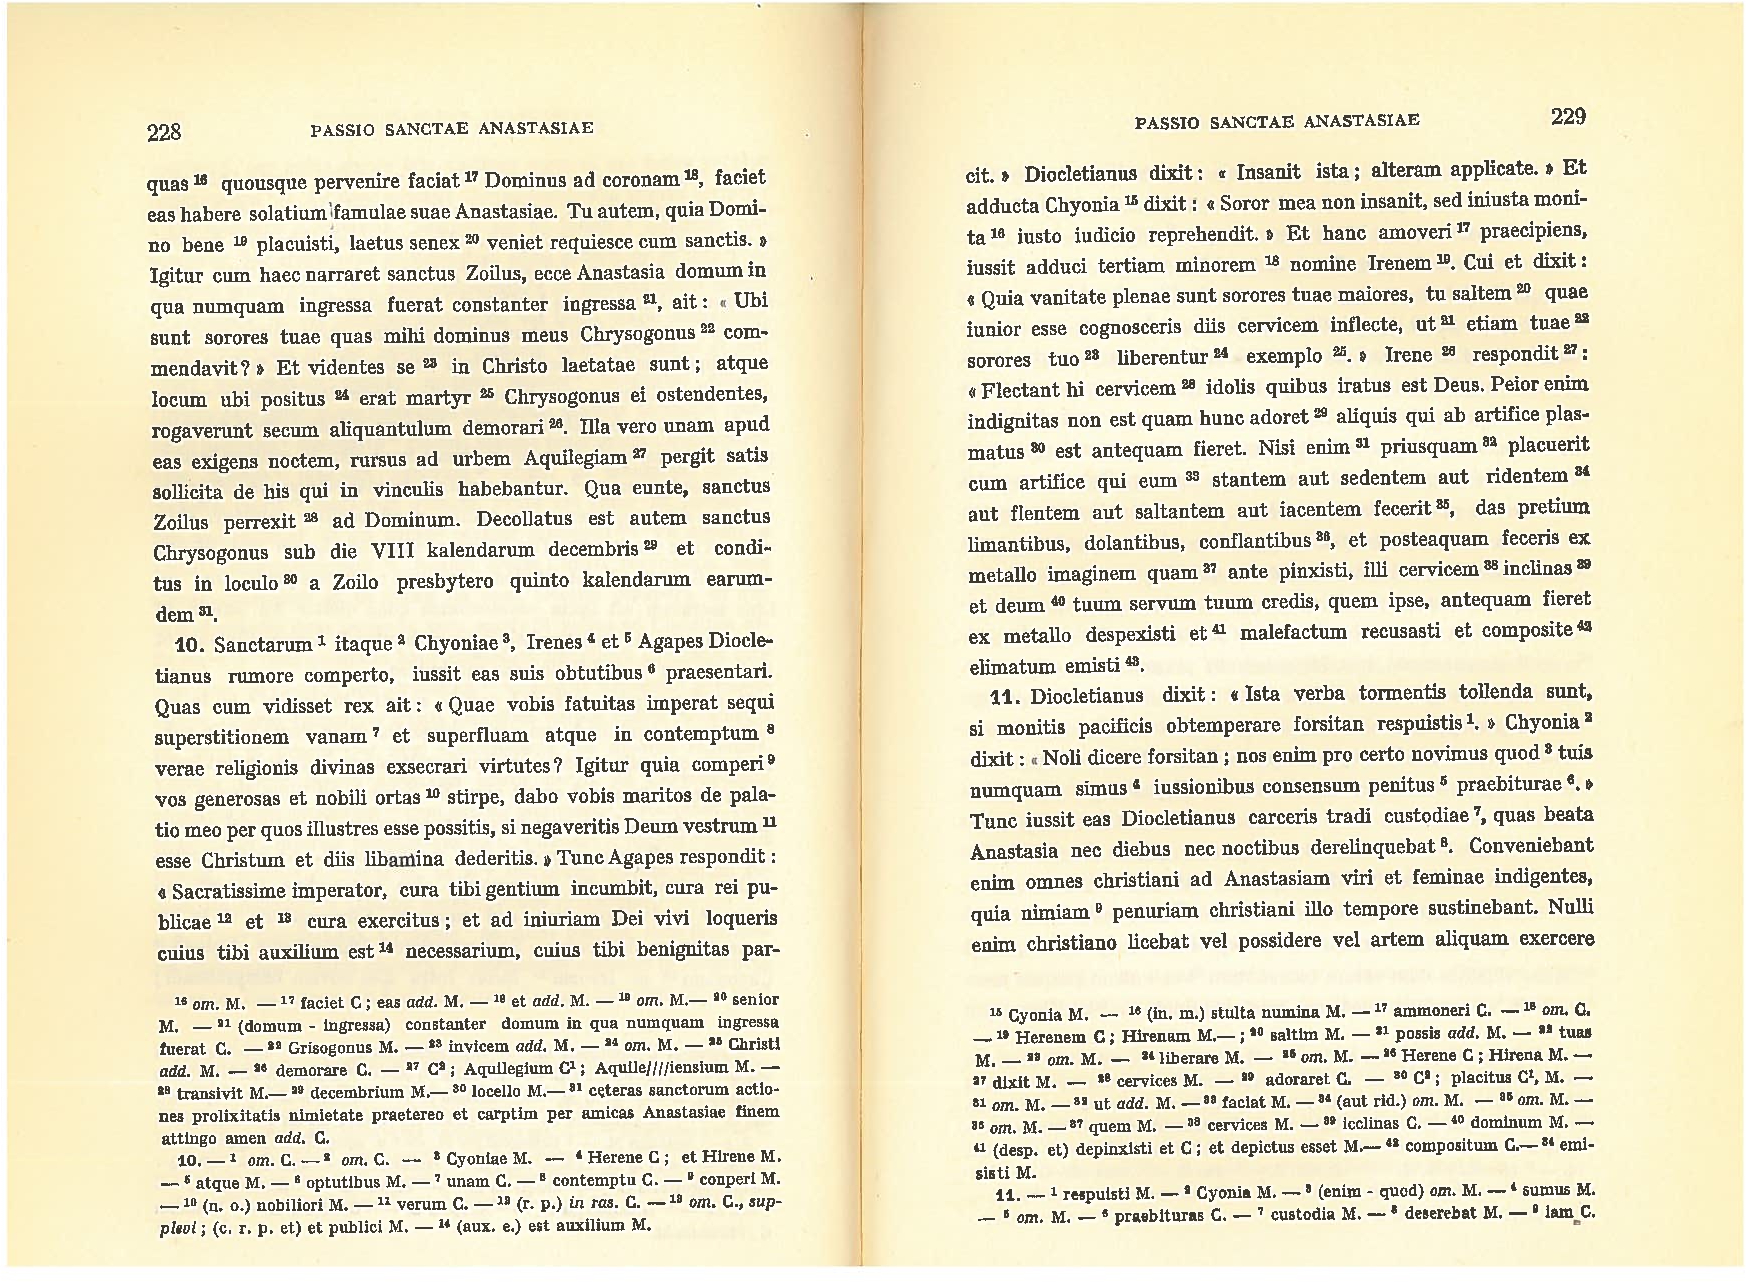 228
PASSIO SANCTAE ANASTASIAE
quas 16 quousque pervenire faciat 17 Dominus ad coronam 18, faciet
eas habere solatium famulae suae Anastasiae. Tu autem, quia Domi-
no bene 19 placuisti, laetus senex 20 veniet requiesce cum sanctis. »
Igitur cum haec narraret sanctus Zoilus, ecce Anastasia domum in
qua numquam ingressa fuerat constanter ingressa 21, ait : « Ubi
sunt sorores tuae quas mihi dominus meus Chrysogonus 22 com-
mendavit? » Et videntes se 23 in Christo laetatae sunt ; atque
locum ubi positus 24 erat martyr 25 Chrysogonus ei ostendentes,
rogaverunt secum aliquantulum demorari 26. Illa vero unam apud
eas exigens noctem, rursus ad urbem Aquilegiam 27 pergit satis
sollicita de his qui in vinculis habebantur. Qua eunte, sanctus
Zoilus perrexit 28 ad Dominum. Decollatus est autem sanctus
Chrysogonus sub die VIII kalendarum decembris 29 et condi-
tus in loculo 30 a Zoilo presbytero quinto kalendarum earum-
dem 31.
10. Sanctarum 1 itaque 2 Chyoniae 3, Irenes 4 et 5 Agapes Diocle-
tianus rumore comperto, iussit eas suis obtutibus 6 praesentari.
Quas cum vidisset rex ait : « Quae vobis fatuitas imperat sequi
superstitionem vanam 7 et superfluam atque in contemptum 8
verae religionis divinas exsecrari virtutes? Igitur quia comperi 9
vos generosas et nobili ortas 10 stirpe, dabo vobis maritos de pala-
tio meo per quos illustres esse possitis, si negaveritis Deum vestrum 11
esse Christum et diis libamina dederitis. » Tunc Agapes respondit :
« Sacratissime imperator, cura tibi gentium incumbit, cura rei pu-
blicae 12 et 13 cura exercitus ; et ad iniuriam Dei vivi loqueris
cuius tibi auxilium est 14 necessarium, cuius tibi benignitas par-
16 om. M. — 17 faciet C ; eas add. M. — 18 et add. M. — 19 om. M.— 20 senior
M. — 21 (domum - ingressa) constanter domum in qua numquam ingressa
fuerat C. — 22 Grisogonus M. — 23 invicem add. M. — 24 om. M. — 25 Christi
add. M. — 26 demorare C. — 27 C2 ; Aquilegium C1 ; Aquile////iensium M. —
28 transivit M.— 29 decembrium M.— 30 locello M.— 31 cęteras sanctorum actio-
nes prolixitatis nimietate praetereo et carptim per amicas Anastasiae finem
attingo amen add. C.
10. — 1 om. C. — 2 om. C. — 3 Cyoniae M. — 4 Herene C ; et Hirene M.
— 5 atque M. — 6 optutibus M. — 7 unam C. — 8 contemptu C. — 9 conperi M.
— 10 (n. o.) nobiliori M. — 11 verum C. — 12 (r. p.) in ras. C. — 13 om. C., sup-
plevi ; (c. r. p. et) et publici M. — 14 (aux. e.) est auxilium M.
PASSIO SANCTAE ANASTASIAE
229
cit. » Diocletianus dixit : « Insanit ista ; alteram applicate. » Et
adducta Chyonia 15 dixit : « Soror mea non insanit, sed iniusta moni-
ta 16 iusto iudicio reprehendit. » Et hanc amoveri 17 praecipiens,
iussit adduci tertiam minorem 18 nomine Irenem 19. Cui et dixit :
« Quia vanitate plenae sunt sorores tuae maiores, tu saltem 20 quae
iunior esse cognosceris diis cervicem inflecte, ut 21 etiam tuae 22
sorores tuo 23 liberentur 24 exemplo 25. » Irene 26 respondit 27 :
« Flectant hi cervicem 28 idolis quibus iratus est Deus. Peior enim
indignitas non est quam hunc adoret 29 aliquis qui ab artifice plas-
matus 30 est antequam fieret. Nisi enim 31 priusquam 32 placuerit
cum artifice qui eum 33 stantem aut sedentem aut ridentem 34
aut flentem aut saltantem aut iacentem fecerit 35, das pretium
limantibus, dolantibus, conflantibus 36, et posteaquam feceris ex
metallo imaginem quam 37 ante pinxisti, illi cervicem 38 inclinas 39
et deum 40 tuum servum tuum credis, quem ipse, antequam fieret
ex metallo despexisti et 41 malefactum recusasti et composite 42
elimatum emisti 43.
11. Diocletianus dixit : « Ista verba tormentis tollenda sunt,
si monitis pacificis obtemperare forsitan respuistis 1. » Chyonia 2
dixit : « Noli dicere forsitan ; nos enim pro certo novimus quod 3 tuis
numquam simus 4 iussionibus consensum penitus 5 praebiturae 6. »
Tunc iussit eas Diocletianus carceris tradi custodiae 7, quas beata
Anastasia nec diebus nec noctibus derelinquebat 8. Conveniebant
enim omnes christiani ad Anastasiam viri et feminae indigentes,
quia nimiam 9 penuriam christiani illo tempore sustinebant. Nulli
enim christiano licebat vel possidere vel artem aliquam exercere
15 Cyonia M. — 16 (in. m.) stulta numina M. — 17 ammoneri C. — 18 om. C.
— 19 Herenem C ; Hirenam M.— ; 20 saltim M. — 21 possis add. M. — 22 tuas
M. — 23 om. M. — 24 liberare M. — 25 om. M. — 26 Herene C ; Hirena M. —
27 dixit M. — 28 cervices M. — 29 adoraret C. — 30 C2 ; placitus C1, M. —
31 om. M. — 32 ut add. M. — 33 faciat M. — 34 (aut rid.) om. M. — 35 om. M. —
36 om. M. — 37 quem M. — 38 cervices M. — 39 icclinas C. — 40 dominum M. —
41 (desp. et) depinxisti et C ; et depictus esset M.— 42 compositum C.— 34 emi-
sisti M.
11. — 1 respuisti M. — 2 Cyonia M. — 3 (enim - quod) om. M. — 4 sumus M.
— 5 om. M. — 6 praebituras C. — 7 custodia M. — 8 deserebat M. — 9 iam C.